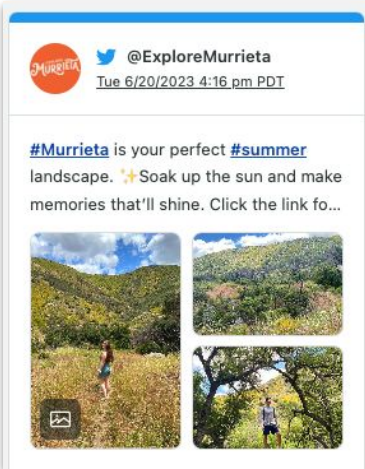 MURRIETA
@ExploreMurrieta
Tue 6/20/2023 4:16 pm PDT
#Murrieta is your perfect #summer
landscape. ✨Soak up the sun and make
memories that'll shine. Click the link fo...